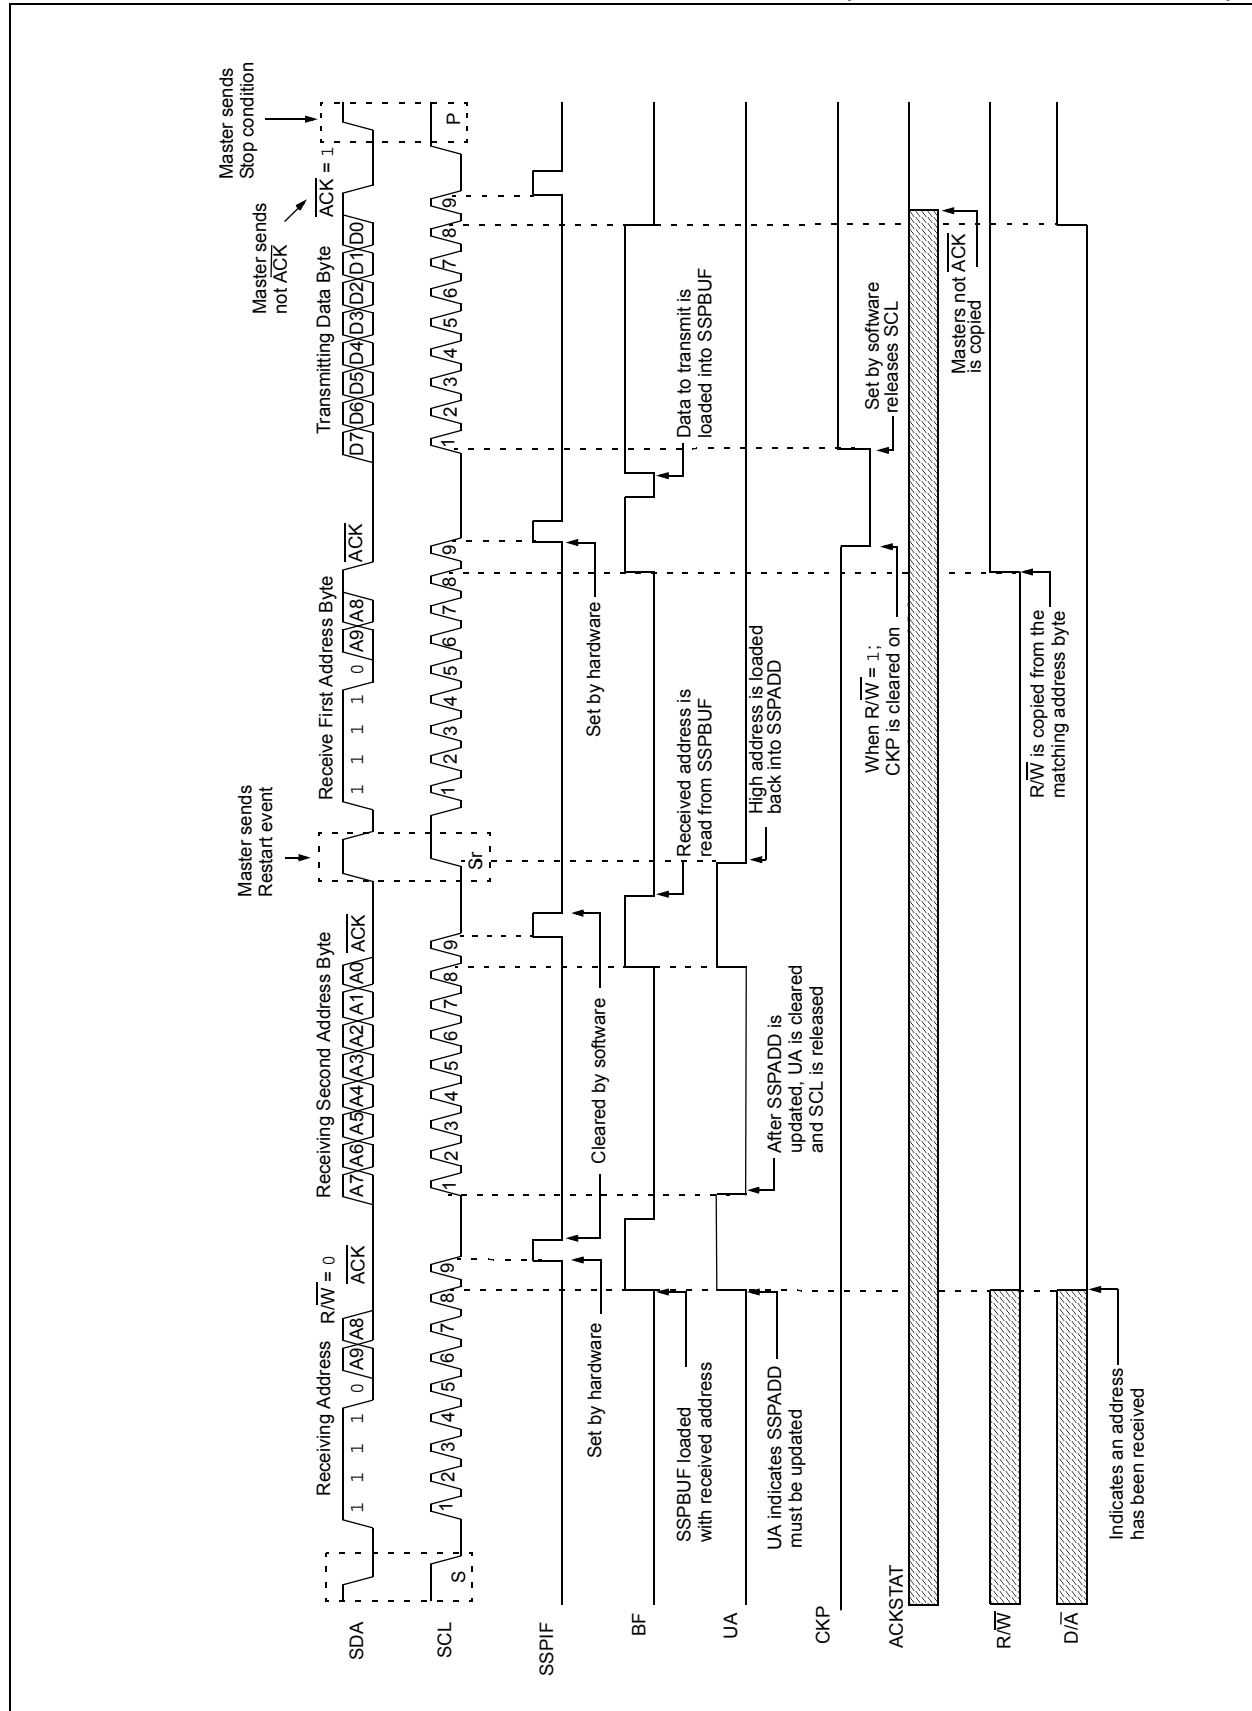 Master sends
Stop condition
Master sends
not ACK
ACK = 1
Master sends
Restart event
Receiving Address R/W = 0
Receiving Second Address Byte
Receive First Address Byte
Transmitting Data Byte
SDA
1 1 1 1 0 A9 A8 ACK
A7 A6 A5 A4 A3 A2 A1 A0 ACK
1 1 1 1 0 A9 A8 ACK
D7 D6 D5 D4 D3 D2 D1 D0
SCL
S
1 2 3 4 5 6 7 8 9
1 2 3 4 5 6 7 8 9
Sr
1 2 3 4 5 6 7 8 9
1 2 3 4 5 6 7 8 9
P
SSPIF
Set by hardware
Cleared by software
Set by hardware
BF
SSPBUF loaded
with received address
Received address is
read from SSPBUF
Data to transmit is
loaded into SSPBUF
UA
UA indicates SSPADD
must be updated
After SSPADD is
updated, UA is cleared
and SCL is released
High address is loaded
back into SSPADD
CKP
When R/W = 1;
CKP is cleared on
Set by software
releases SCL
ACKSTAT
Masters not ACK
is copied
R/W
R/W is copied from the
matching address byte
D/A
Indicates an address
has been received